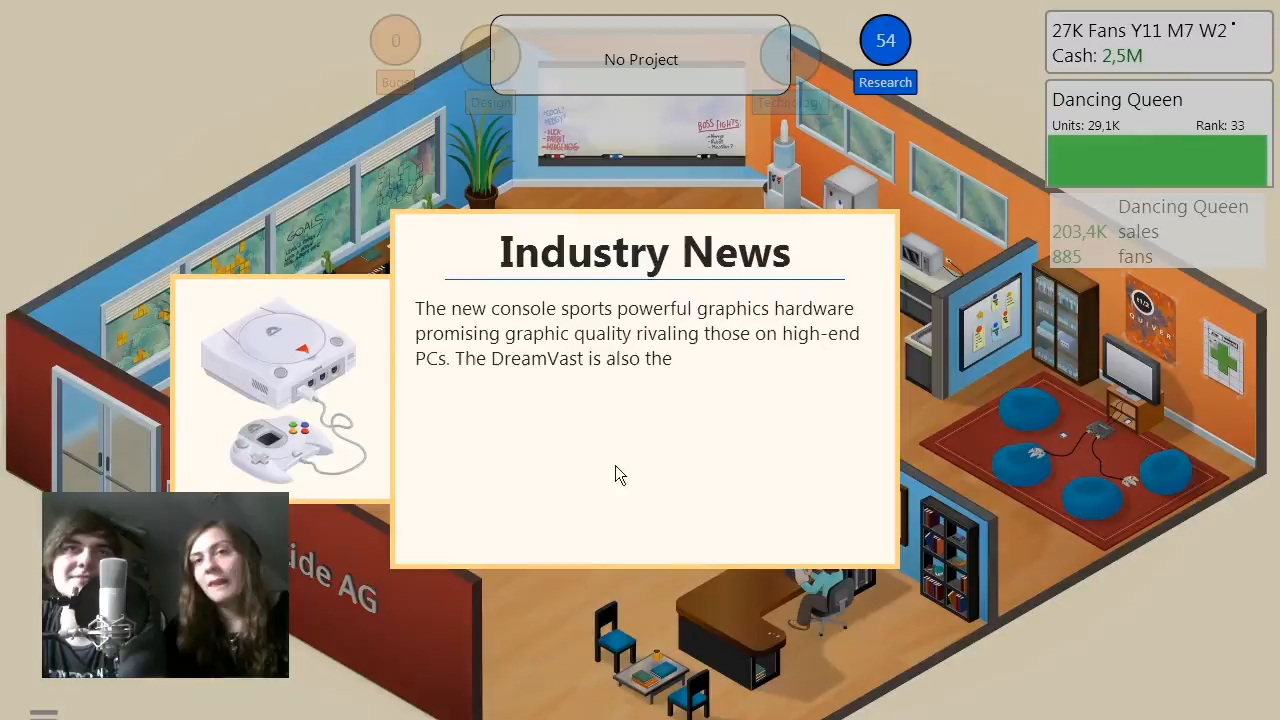 0
Bugs
Design
No Project
Technology
54
Research
27K Fans Y11 M7 W2
Cash: 2,5M
Dancing Queen
Units: 29,1K Rank: 33
Dancing Queen
203,4K sales
885 fans
BOSS FIGHTS
GOALS
Industry News
The new console sports powerful graphics hardware
promising graphic quality rivaling those on high-end
PCs. The DreamVast is also the
QUIVER
ide AG